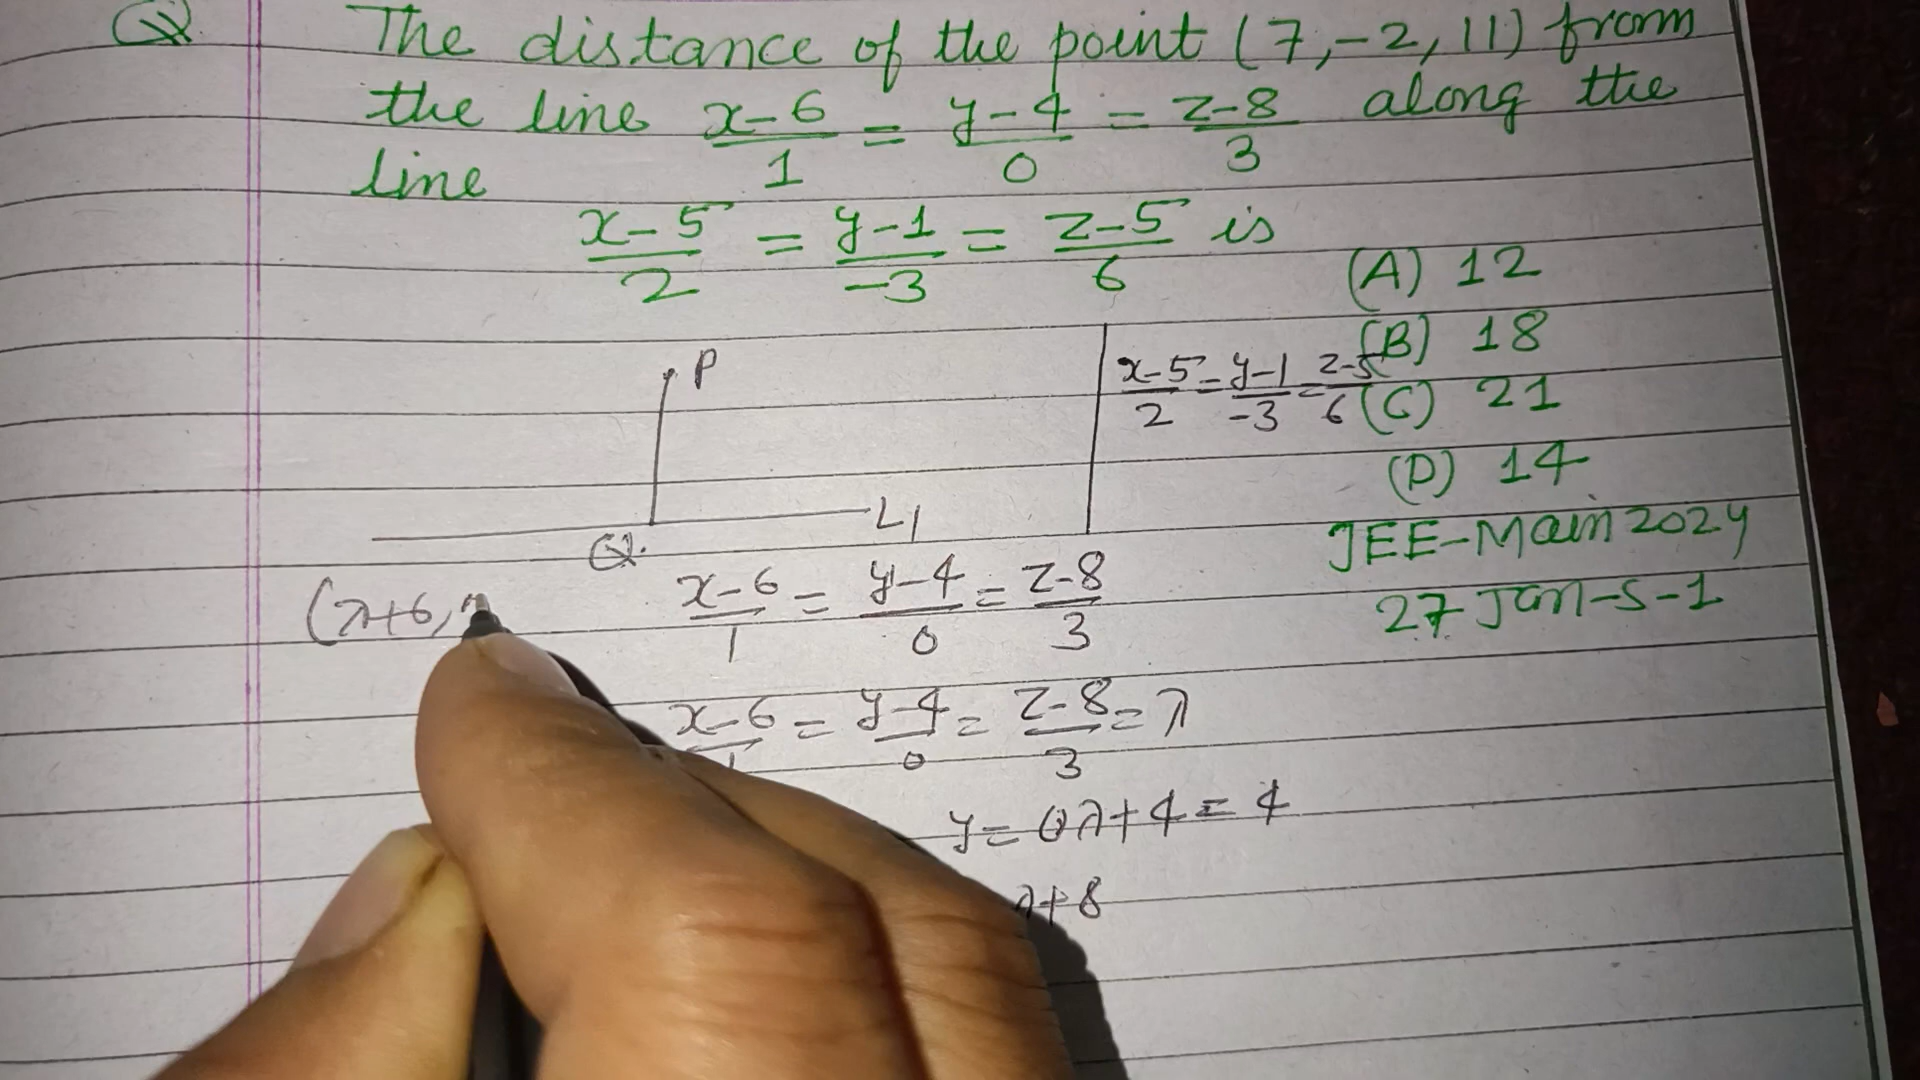 Q. The distance of the point (7,-2,11) from
the line x-6/1 = y-4/0 = z-8/3 along the
line
x-5/2 = y-1/-3 = z-5/6 is
(A) 12
(B) 18
(C) 21
(D) 14
JEE-Main 2024
27 Jan-S-1
P
x-5/2 = y-1/-3 = z-5/6
L1
Q.
(λ+6,
x-6/1 = y-4/0 = z-8/3
x-6/1 = y-4/0 = z-8/3 = λ
y = 0λ+4 = 4
λ+8